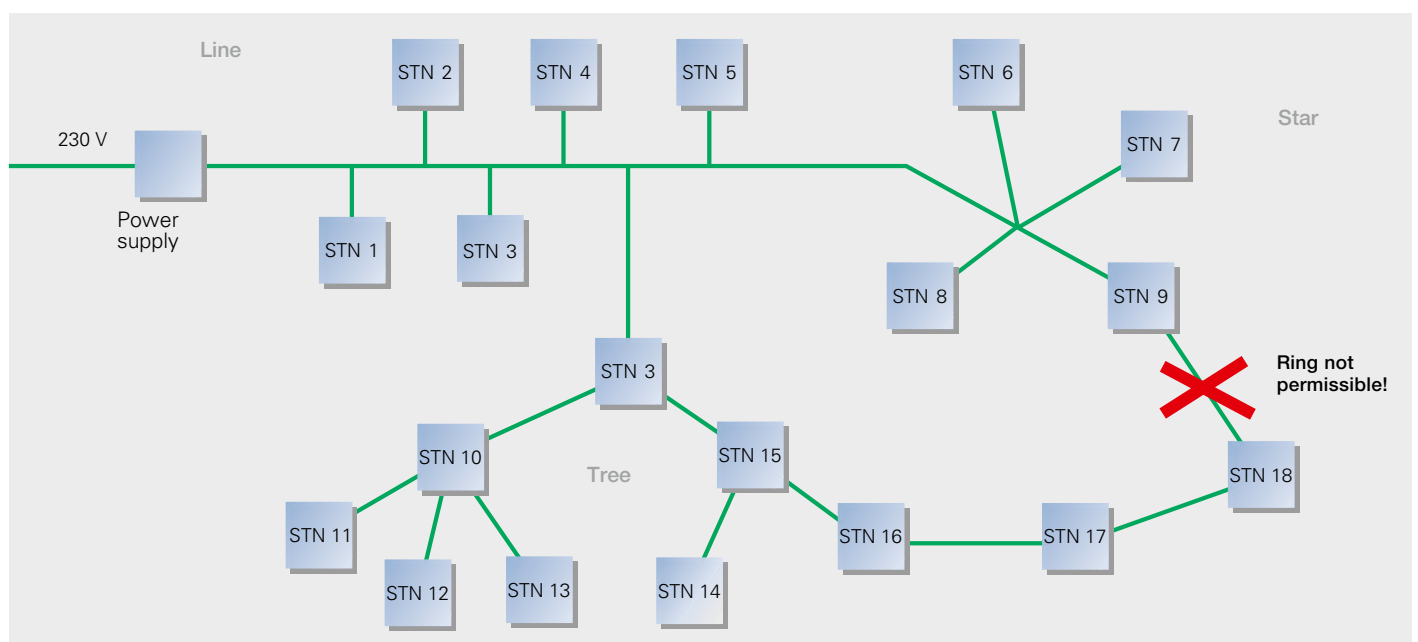 Line
STN 2
STN 4
STN 5
STN 6
Star
230 V
STN 7
Power
supply
STN 1
STN 3
STN 8
STN 9
STN 3
Ring not
permissible!
STN 10
Tree
STN 15
STN 18
STN 11
STN 16
STN 17
STN 12
STN 13
STN 14